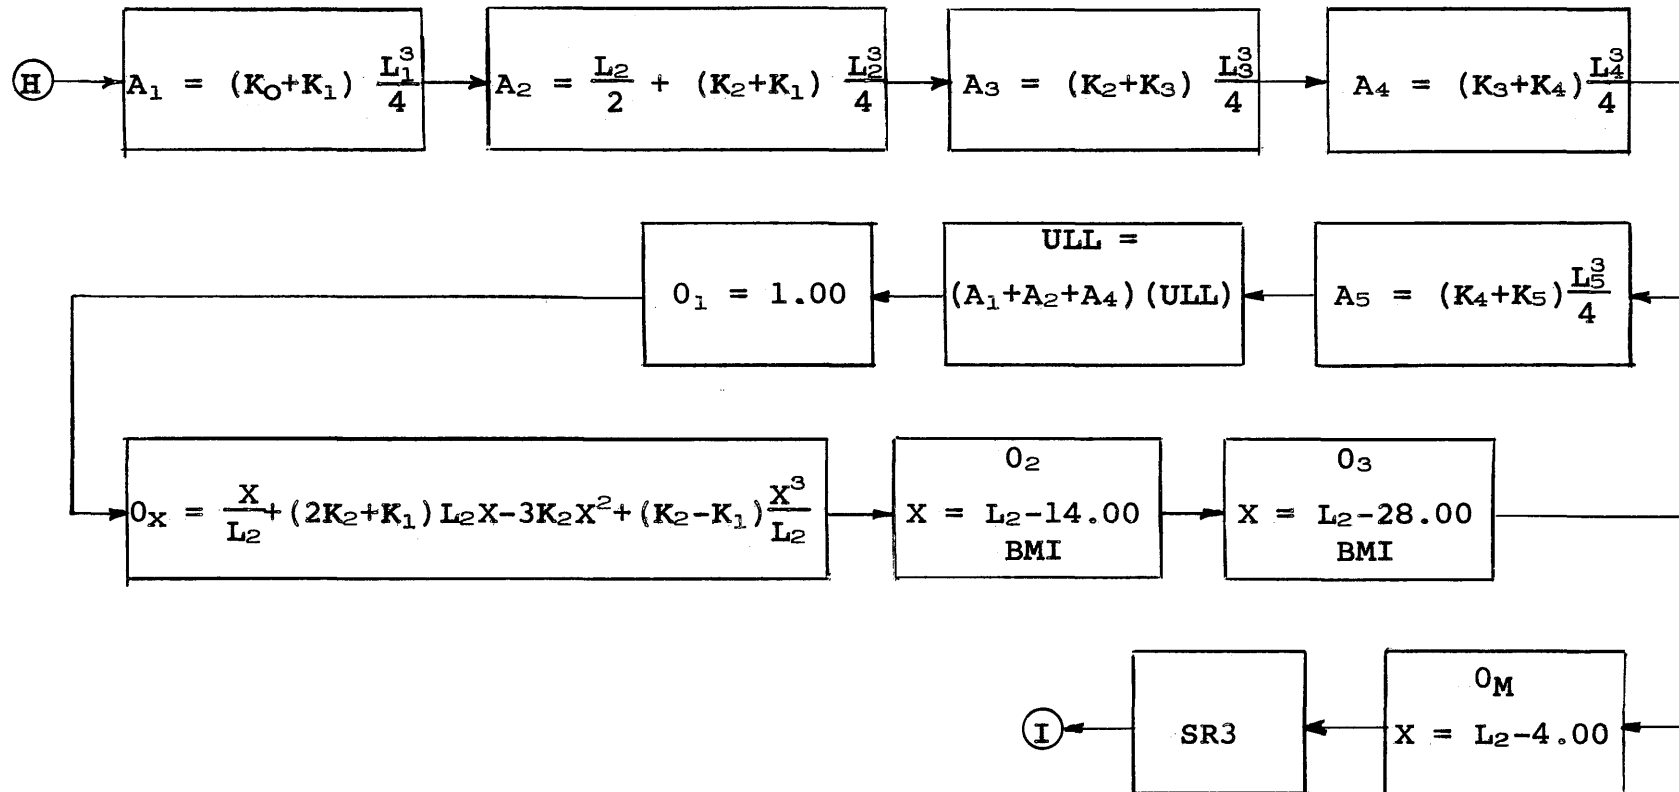 H
A₁ = (K₀+K₁) L₁³/4
A₂ = L₂/2 + (K₂+K₁) L₂³/4
A₃ = (K₂+K₃) L₃³/4
A₄ = (K₃+K₄) L₄³/4
A₅ = (K₄+K₅) L₅³/4
ULL =
(A₁+A₂+A₄)(ULL)
0₁ = 1.00
0ₓ = X/L₂+(2K₂+K₁)L₂X-3K₂X²+(K₂-K₁)X³/L₂
0₂
X = L₂-14.00
BMI
0₃
X = L₂-28.00
BMI
0M
X = L₂-4.00
SR3
I